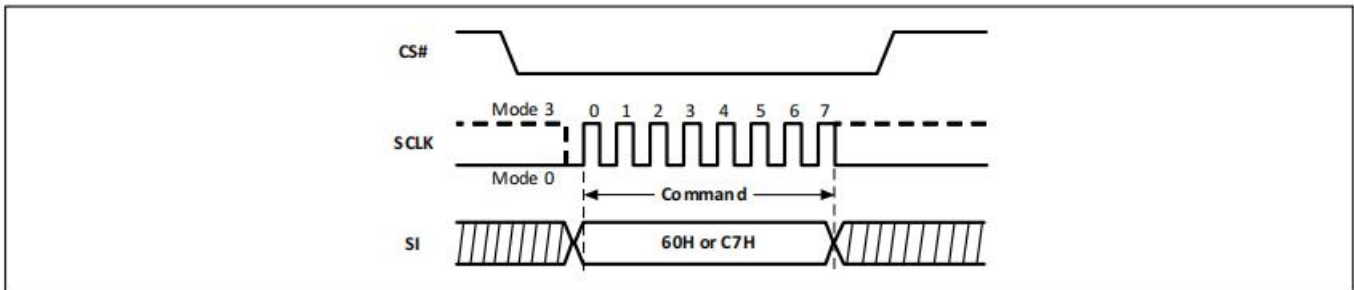 CS#
Mode 3 0 1 2 3 4 5 6 7
SCLK
Mode 0
Command
SI 60H or C7H